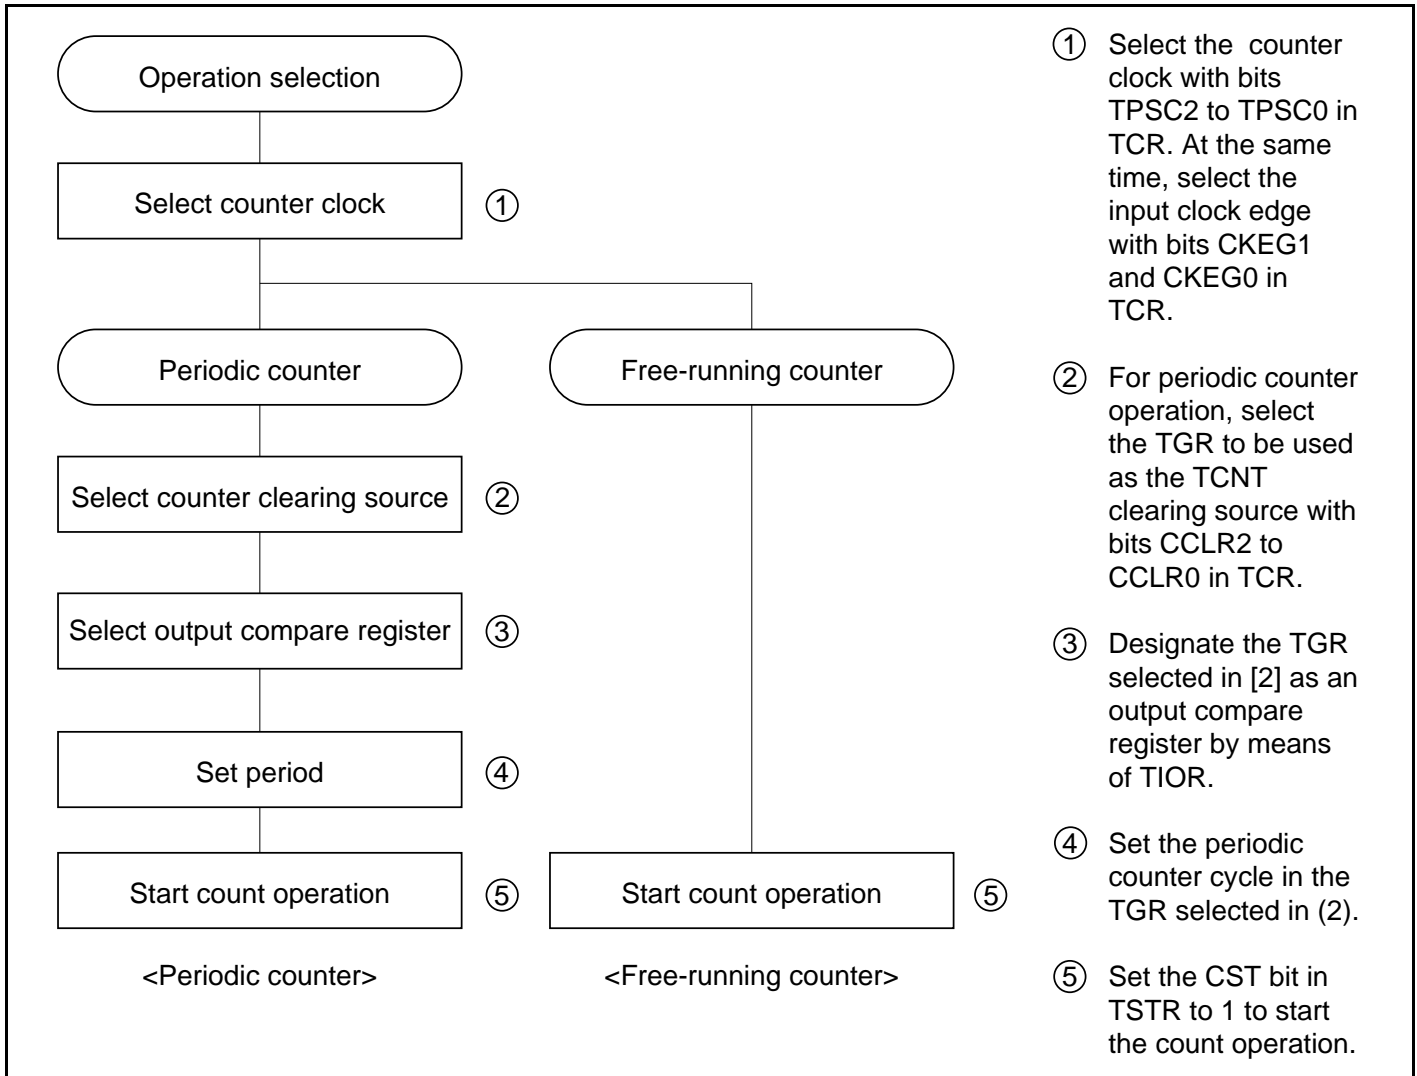 Operation selection
Select counter clock
①
Periodic counter
Free-running counter
Select counter clearing source
②
Select output compare register
③
Set period
④
Start count operation
⑤
Start count operation
⑤
<Periodic counter>
<Free-running counter>
① Select the counter
clock with bits
TPSC2 to TPSC0 in
TCR. At the same
time, select the
input clock edge
with bits CKEG1
and CKEG0 in
TCR.
② For periodic counter
operation, select
the TGR to be used
as the TCNT
clearing source with
bits CCLR2 to
CCLR0 in TCR.
③ Designate the TGR
selected in [2] as an
output compare
register by means
of TIOR.
④ Set the periodic
counter cycle in the
TGR selected in (2).
⑤ Set the CST bit in
TSTR to 1 to start
the count operation.